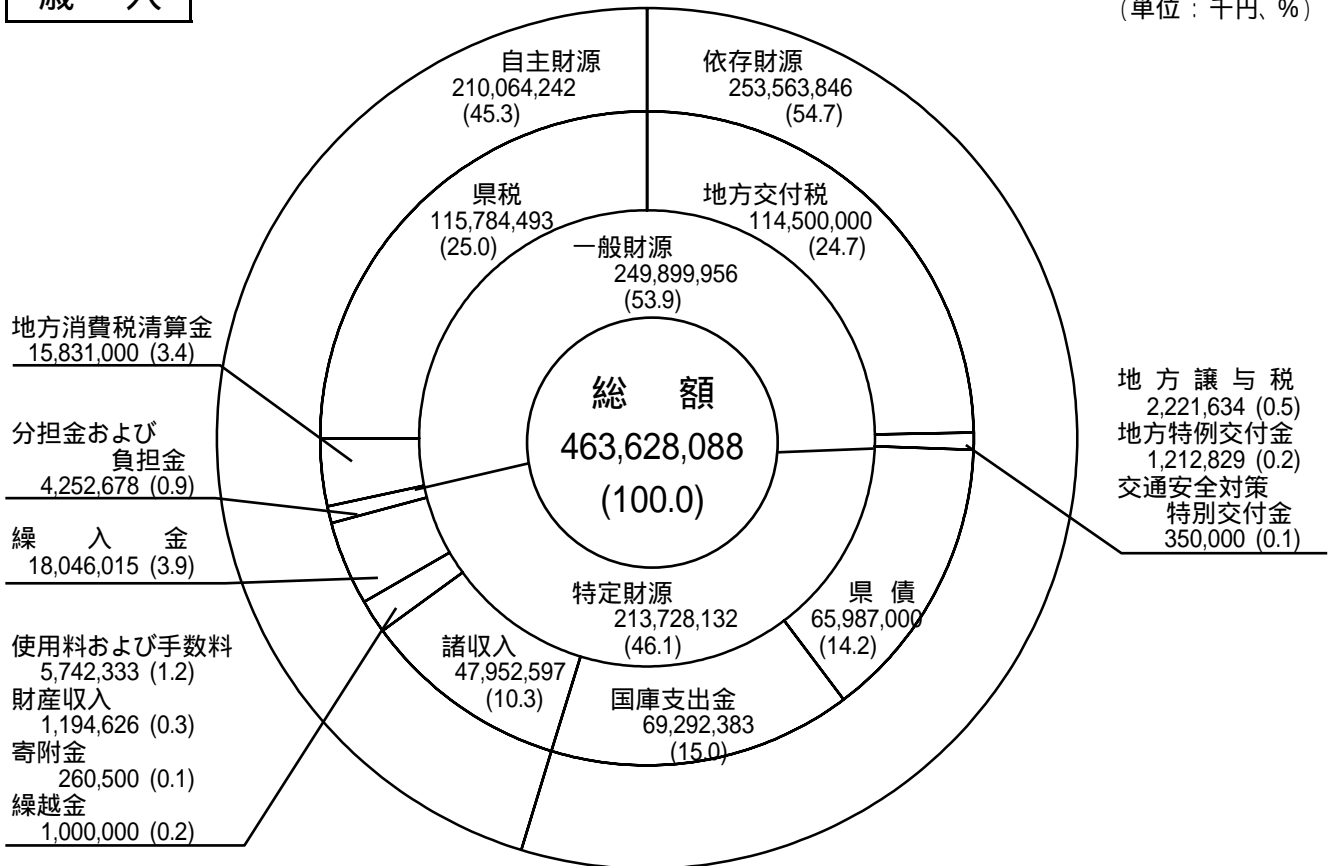 歳 入
(単位：千円、%)
自主財源
210,064,242
(45.3)
依存財源
253,563,846
(54.7)
県税
115,784,493
(25.0)
地方交付税
114,500,000
(24.7)
一般財源
249,899,956
(53.9)
地方消費税清算金
15,831,000 (3.4)
分担金および
負担金
4,252,678 (0.9)
繰 入 金
18,046,015 (3.9)
使用料および手数料
5,742,333 (1.2)
財産収入
1,194,626 (0.3)
寄附金
260,500 (0.1)
繰越金
1,000,000 (0.2)
総 額
463,628,088
(100.0)
地 方 譲 与 税
2,221,634 (0.5)
地方特例交付金
1,212,829 (0.2)
交通安全対策
特別交付金
350,000 (0.1)
特定財源
213,728,132
(46.1)
県 債
65,987,000
(14.2)
諸収入
47,952,597
(10.3)
国庫支出金
69,292,383
(15.0)